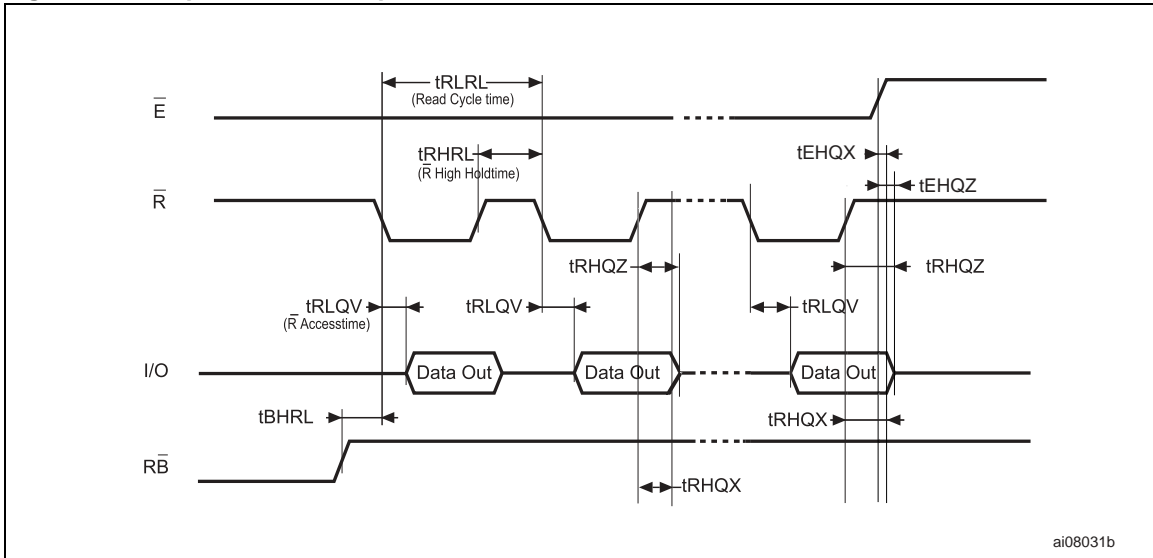 tRLRL
(Read Cycle time)
E̅
tRHRL
(R̅ High Holdtime)
tEHQX
tEHQZ
R̅
tRHQZ
tRHQZ
tRLQV
(R̅ Accesstime)
tRLQV
tRLQV
I/O
Data Out
Data Out
Data Out
tBHRL
tRHQX
RB̅
tRHQX
ai08031b